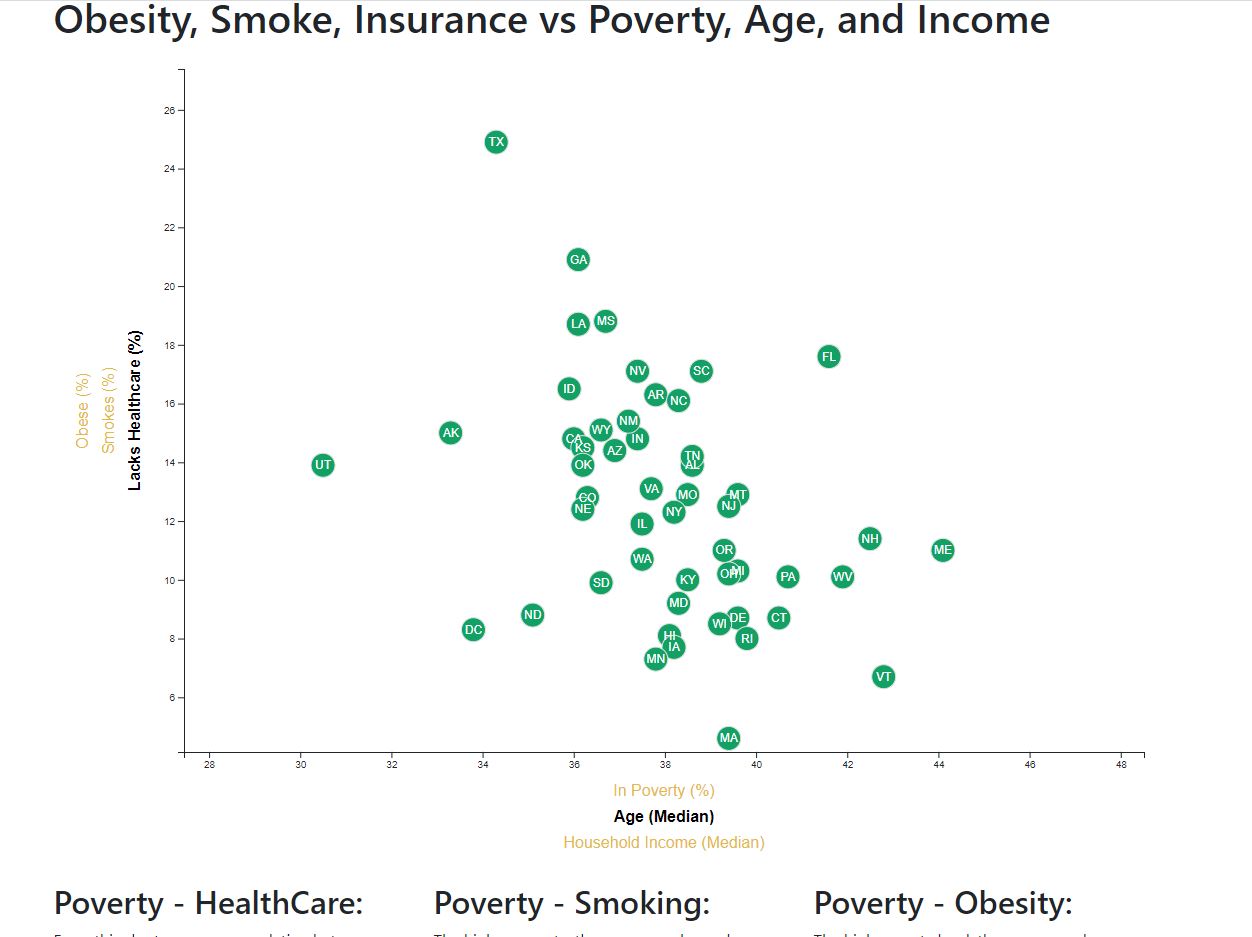 Obesity, Smoke, Insurance vs Poverty, Age, and Income
26
TX
24
22
GA
20
LA MS
18
FL
NV SC
ID AR NC
16
NM
AK CA WY IN
KS AZ TN
14
UT OK AL
VA MO MT
CO NE NY NJ
12
IL
NH
WA OR ME
OH MI
10
SD KY PA WV
MD
ND DE CT
DC WI
8
HI RI
IA
MN
VT
6
MA
Obese (%)
Smokes (%)
Lacks Healthcare (%)
28 30 32 34 36 38 40 42 44 46 48
In Poverty (%)
Age (Median)
Household Income (Median)
Poverty - HealthCare: Poverty - Smoking: Poverty - Obesity: